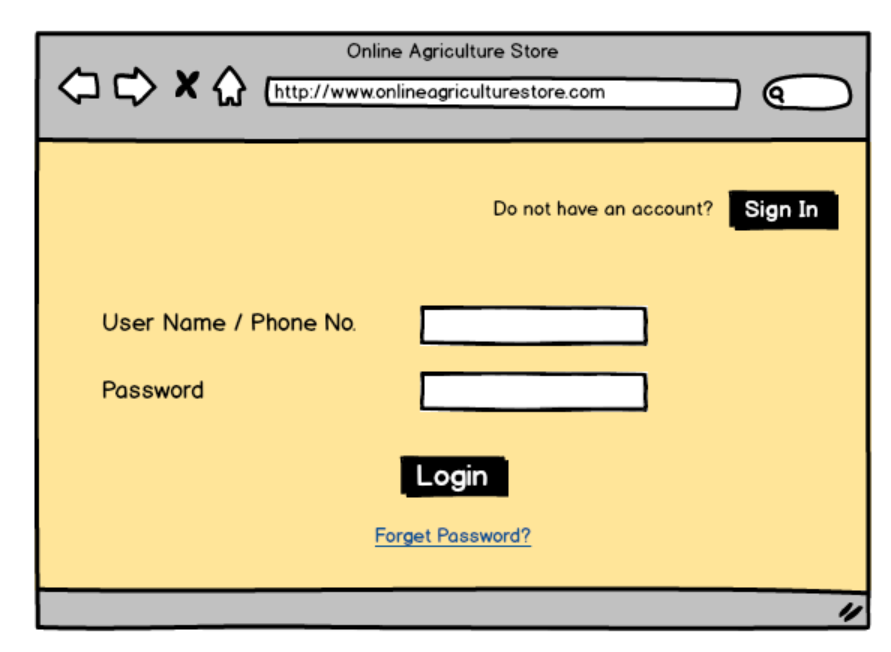 Online Agriculture Store
http://www.onlineagriculturestore.com
Do not have an account? Sign In
User Name / Phone No.
Password
Login
Forget Password?